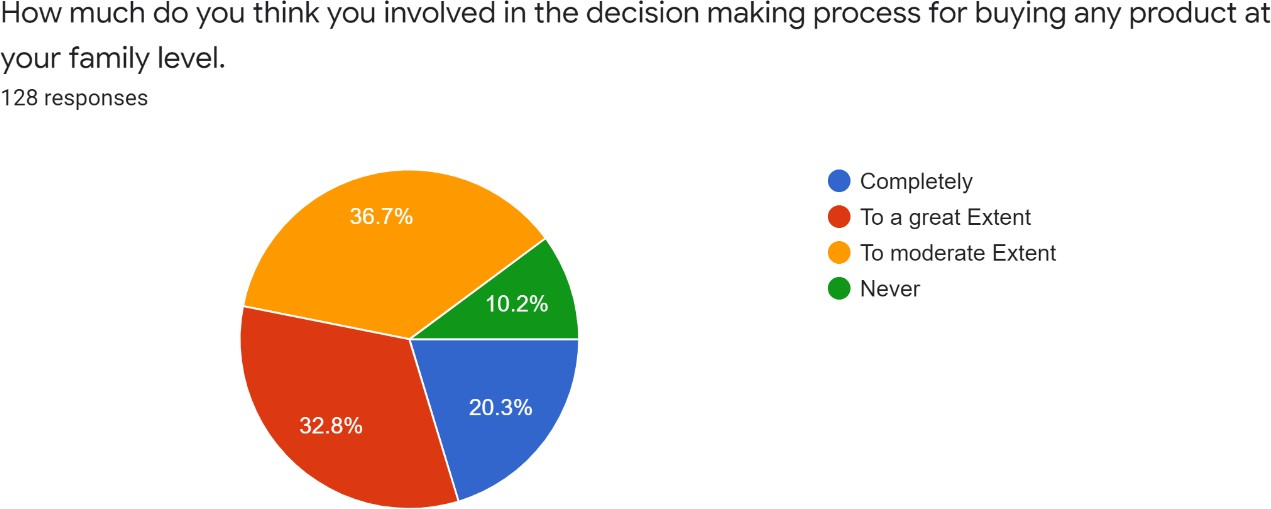 How much do you think you involved in the decision making process for buying any product at
your family level.
128 responses
36.7%
10.2%
20.3%
32.8%
Completely
To a great Extent
To moderate Extent
Never